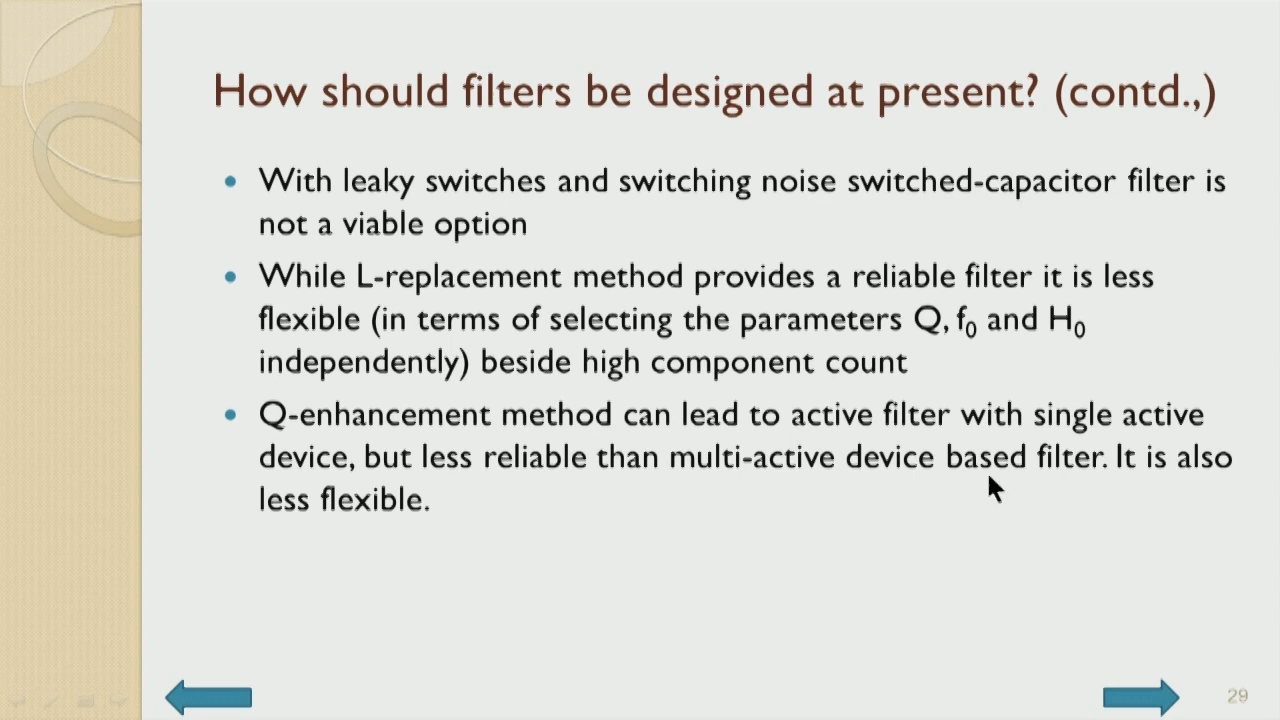 How should filters be designed at present? (contd.,)
• With leaky switches and switching noise switched-capacitor filter is
not a viable option
• While L-replacement method provides a reliable filter it is less
flexible (in terms of selecting the parameters Q, f₀ and H₀
independently) beside high component count
• Q-enhancement method can lead to active filter with single active
device, but less reliable than multi-active device based filter. It is also
less flexible.
29